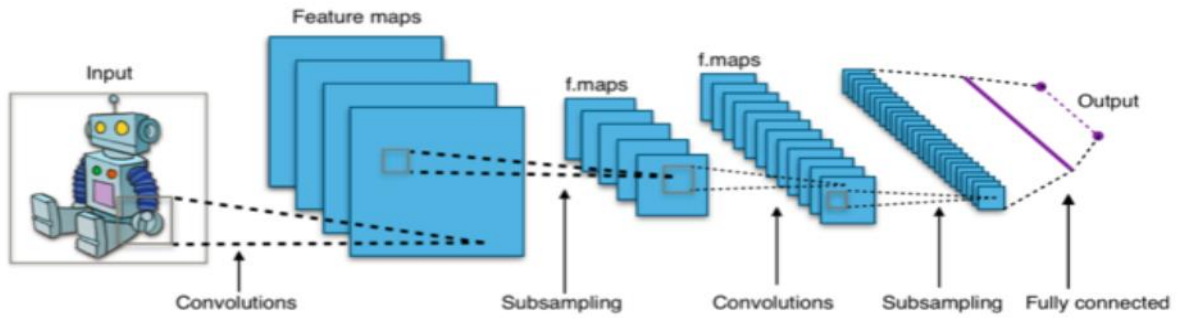 Feature maps
f.maps
f.maps
Input
Output
Convolutions
Subsampling
Convolutions
Subsampling
Fully connected